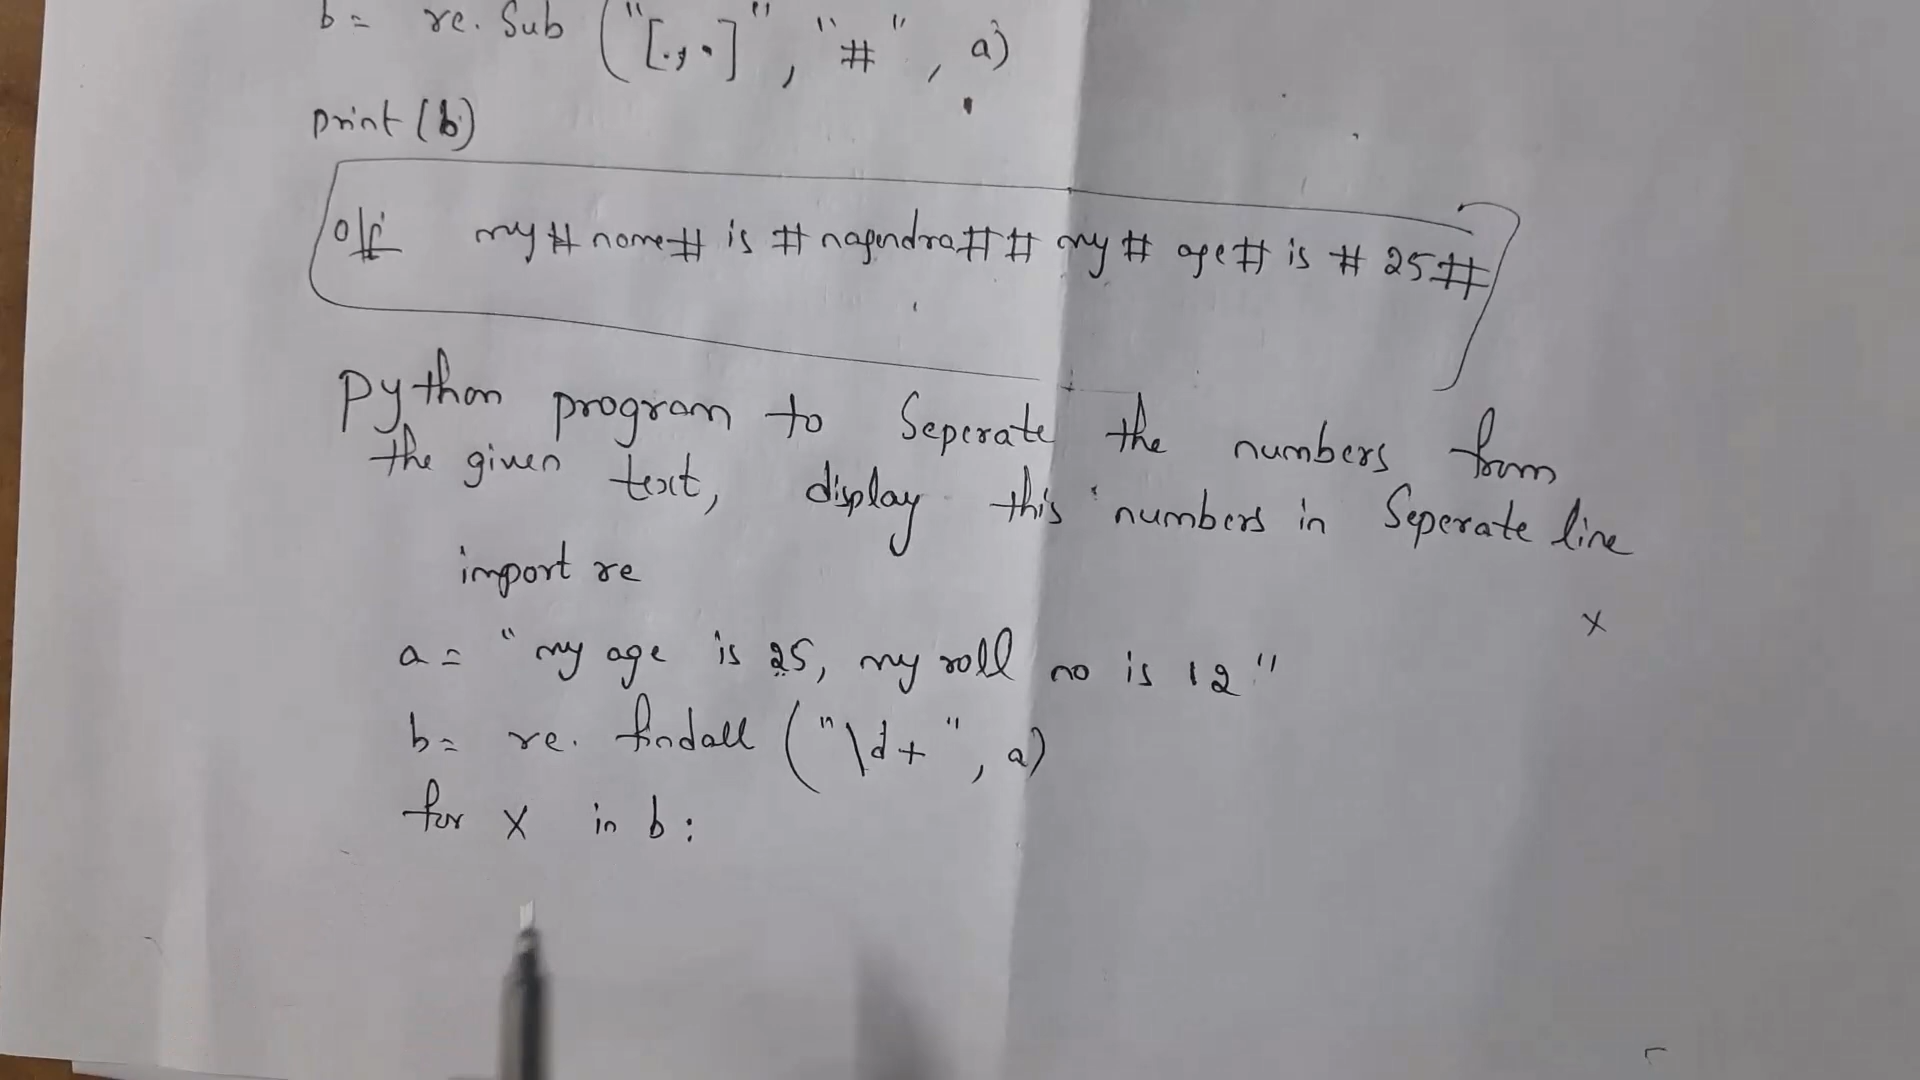 b= re. Sub ("[.,•]", "#", a)
print (b)
o/p my# name# is # nagendra## my# age# is # 25#
Python program to Seperate the numbers from
the given text, display this numbers in Seperate line
import re
x
a= "my age is 25, my roll no is 12"
b= re. findall ("\d+", a)
for x in b: